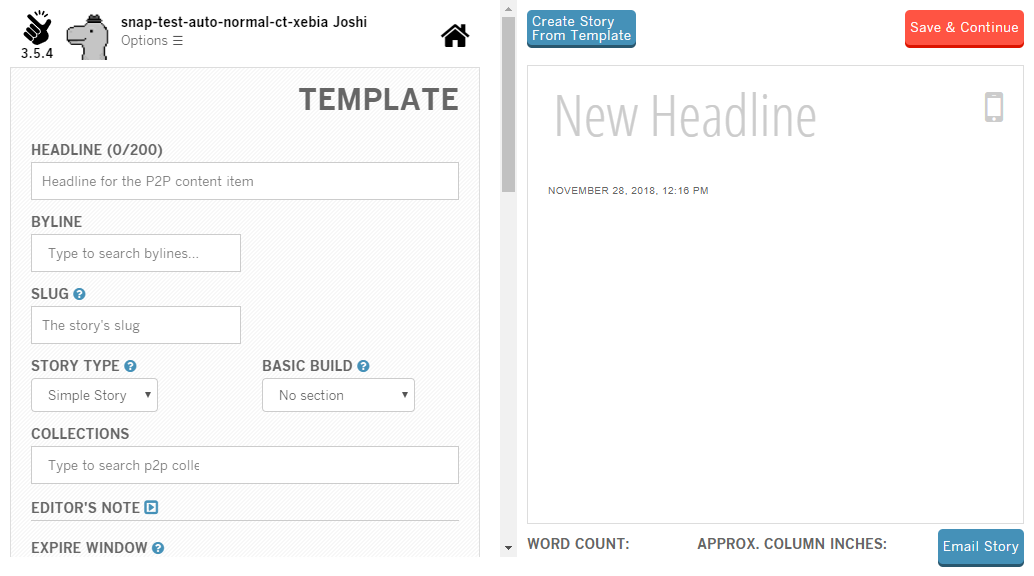 snap-test-auto-normal-ct-xebia Joshi
Options ☰
3.5.4
TEMPLATE
HEADLINE (0/200)
Headline for the P2P content item
BYLINE
Type to search bylines...
SLUG
The story's slug
STORY TYPE
BASIC BUILD
Simple Story
No section
COLLECTIONS
Type to search p2p colle
EDITOR'S NOTE
EXPIRE WINDOW
Create Story
From Template
Save & Continue
New Headline
NOVEMBER 28, 2018, 12:16 PM
WORD COUNT:
APPROX. COLUMN INCHES:
Email Story